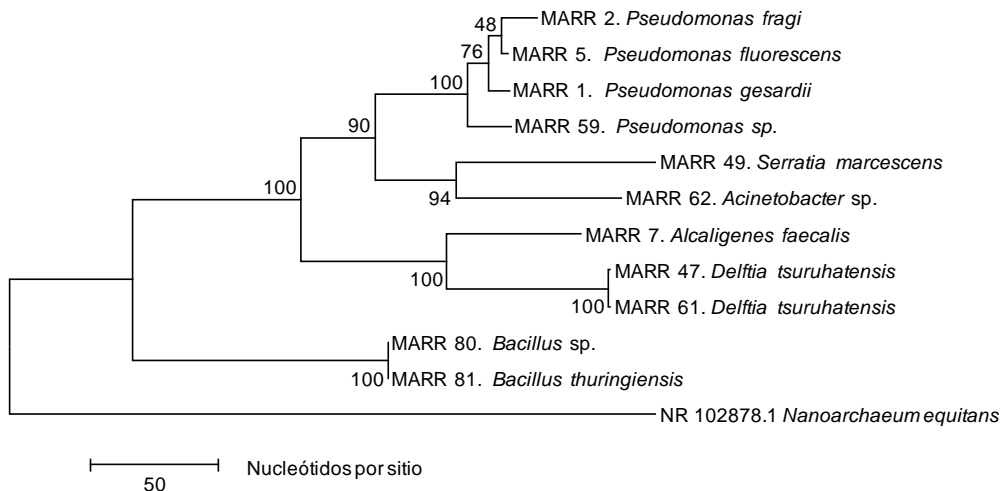 48
MARR 2. Pseudomonas fragi
76
MARR 5. Pseudomonas fluorescens
100
MARR 1. Pseudomonas gesardii
90
MARR 59. Pseudomonas sp.
MARR 49. Serratia marcescens
100
94
MARR 62. Acinetobacter sp.
MARR 7. Alcaligenes faecalis
100
MARR 47. Delftia tsuruhatensis
100
MARR 61. Delftia tsuruhatensis
MARR 80. Bacillus sp.
100
MARR 81. Bacillus thuringiensis
NR 102878.1 Nanoarchaeum equitans
Nucleótidos por sitio
50